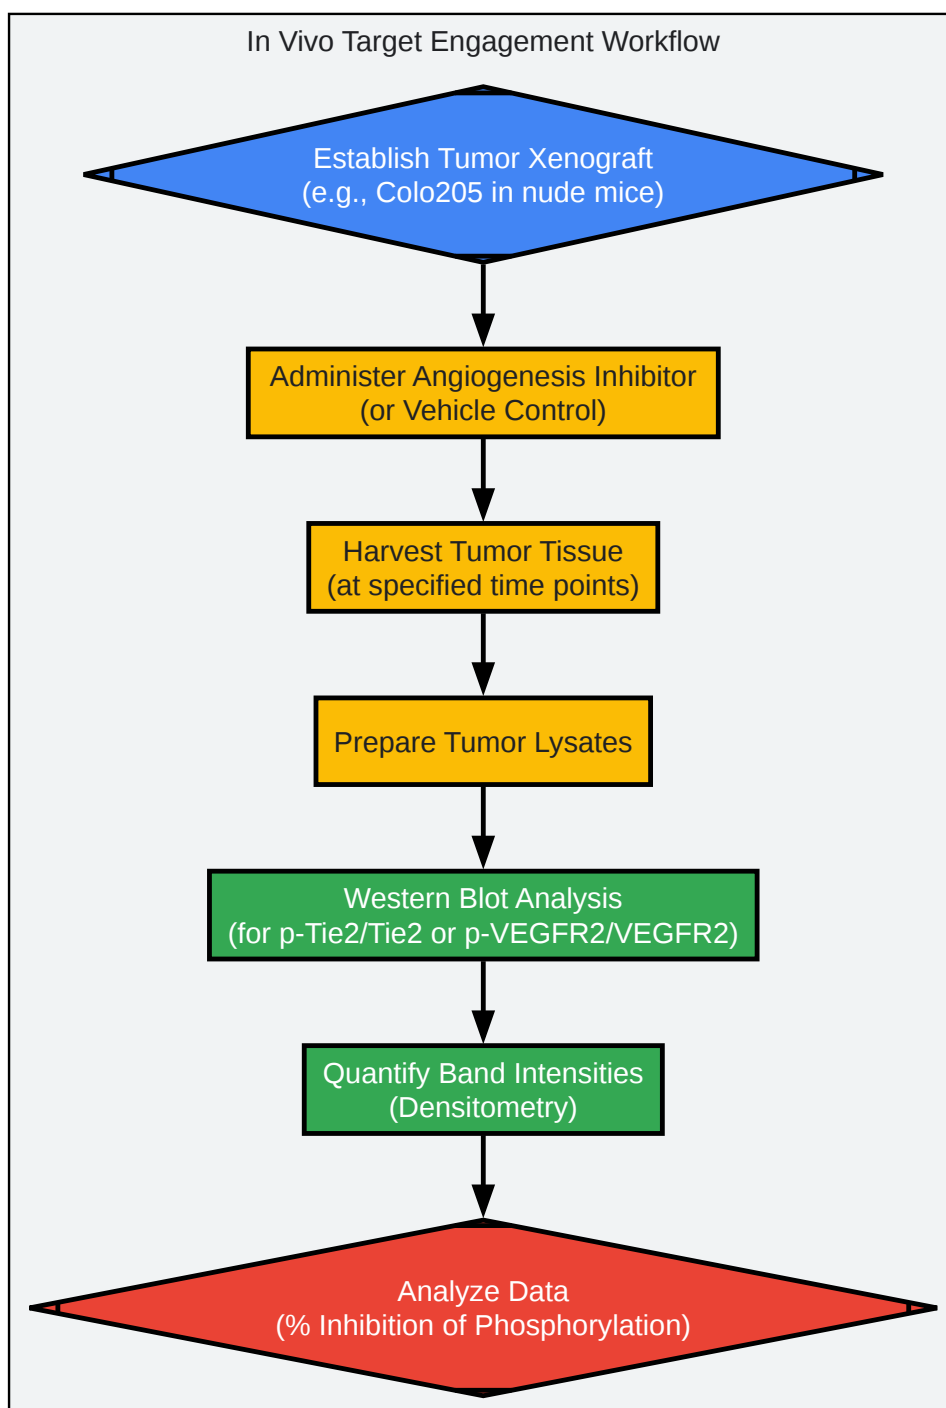 In Vivo Target Engagement Workflow
Establish Tumor Xenograft
(e.g., Colo205 in nude mice)
Administer Angiogenesis Inhibitor
(or Vehicle Control)
Harvest Tumor Tissue
(at specified time points)
Prepare Tumor Lysates
Western Blot Analysis
(for p-Tie2/Tie2 or p-VEGFR2/VEGFR2)
Quantify Band Intensities
(Densitometry)
Analyze Data
(% Inhibition of Phosphorylation)